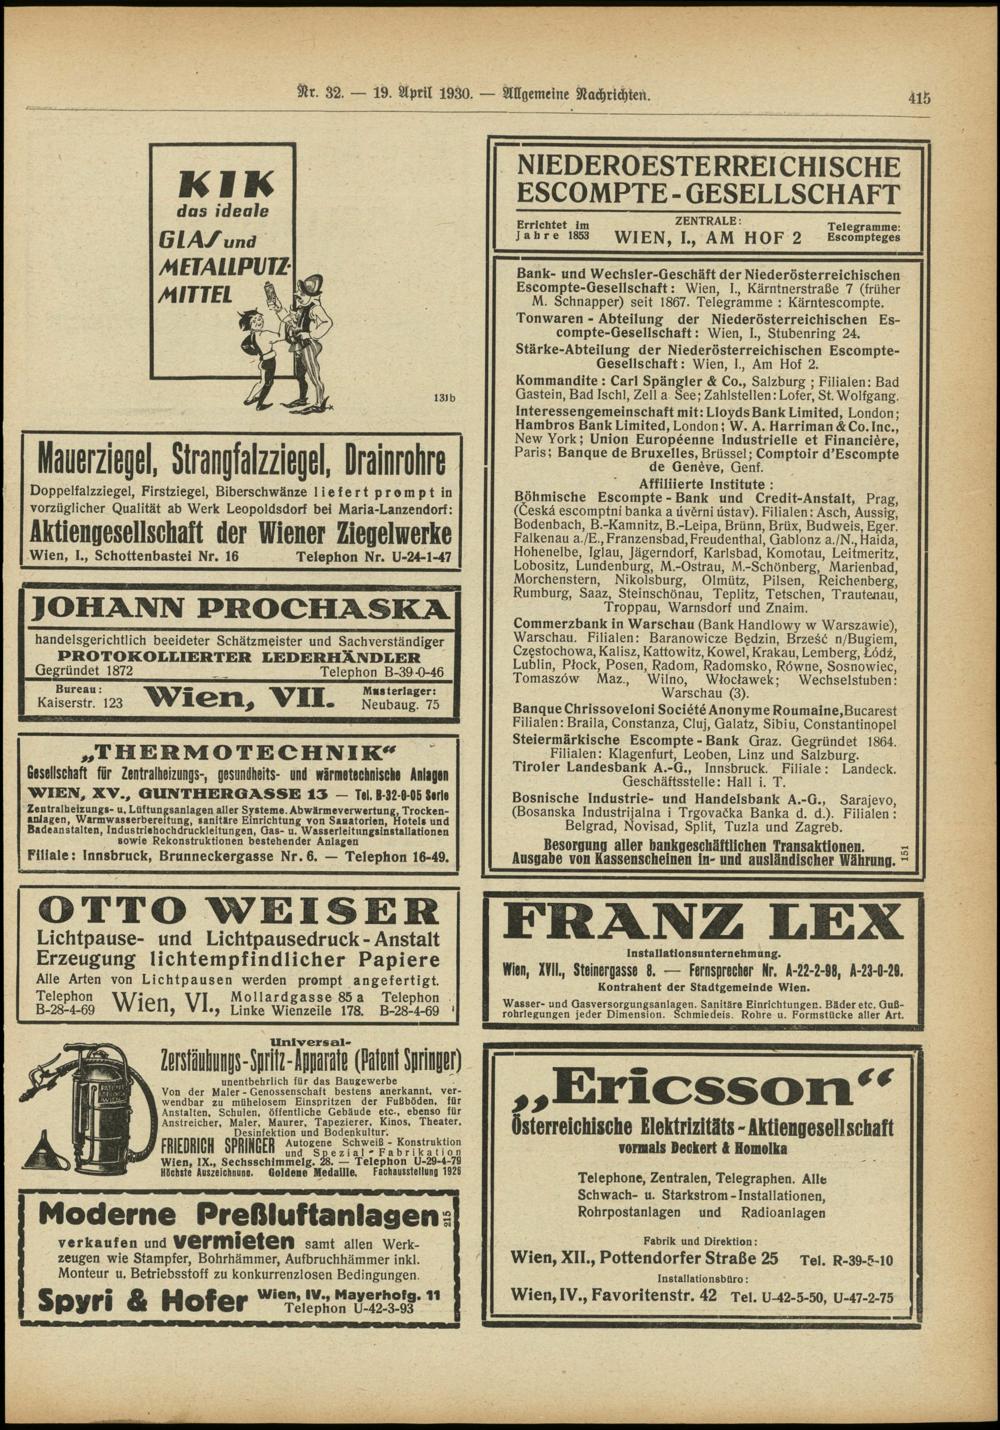 Nr. 32. — 19. April 1930. — Allgemeine Nachrichten.
415
KIK
das ideale
GLAS und
METALLPUTZ-
MITTEL
131b
Mauerziegel, Strangfalzziegel, Drainrohre
Doppelfalzziegel, Firstziegel, Biberschwänze liefert prompt in
vorzüglicher Qualität ab Werk Leopoldsdorf bei Maria-Lanzendorf:
Aktiengesellschaft der Wiener Ziegelwerke
Wien, I., Schottenbastei Nr. 16 Telephon Nr. U-24-1-47
JOHANN PROCHASKA
handelsgerichtlich beeideter Schätzmeister und Sachverständiger
PROTOKOLLIERTER LEDERHÄNDLER
Gegründet 1872 Telephon B-39-0-46
Bureau:
Kaiserstr. 123
Wien, VII.
Musterlager:
Neubaug. 75
„THERMOTECHNIK“
Gesellschaft für Zentralheizungs-, gesundheits- und wärmetechnische Anlagen
WIEN, XV., GUNTHERGASSE 13 — Tel. B-32-0-05 Serie
Zentralheizungs- u. Lüftungsanlagen aller Systeme. Abwärmeverwertung, Trocken-
anlagen, Warmwasserbereitung, sanitäre Einrichtung von Sanatorien, Hotels und
Badeanstalten, Industriehochdruckleitungen, Gas- u. Wasserleitungsinstallationen
sowie Rekonstruktionen bestehender Anlagen
Filiale: Innsbruck, Brunneckergasse Nr. 6. — Telephon 16-49.
OTTO WEISER
Lichtpause- und Lichtpausedruck-Anstalt
Erzeugung lichtempfindlicher Papiere
Alle Arten von Lichtpausen werden prompt angefertigt.
Telephon
B-28-4-69
Wien, VI.,
Mollardgasse 85 a
Linke Wienzeile 178.
Telephon
B-28-4-69
Universal-
Zerstäubungs-Spritz-Apparate (Patent Springer)
unentbehrlich für das Baugewerbe
Von der Maler-Genossenschaft bestens anerkannt, ver-
wendbar zu mühelosem Einspritzen der Fußböden, für
Anstalten, Schulen, öffentliche Gebäude etc., ebenso für
Anstreicher, Maler, Maurer, Tapezierer, Kinos, Theater,
Desinfektion und Bodenkultur.
FRIEDRICH SPRINGER
Autogene Schweiß-Konstruktion
und Spezial-Fabrikation
Wien, IX., Sechsschimmelg. 28. — Telephon U-29-4-79
Höchste Auszeichnung. Goldene Medaille. Fachausstellung 1926
Moderne Preßluftanlagen
215
verkaufen und vermieten samt allen Werk-
zeugen wie Stampfer, Bohrhämmer, Aufbruchhämmer inkl.
Monteur u. Betriebsstoff zu konkurrenzlosen Bedingungen.
Spyri & Hofer
Wien, IV., Mayerhofg. 11
Telephon U-42-3-93
NIEDEROESTERREICHISCHE
ESCOMPTE-GESELLSCHAFT
Errichtet im
Jahre 1853
ZENTRALE:
WIEN, I., AM HOF 2
Telegramme:
Escompteges
Bank- und Wechsler-Geschäft der Niederösterreichischen
Escompte-Gesellschaft: Wien, I., Kärntnerstraße 7 (früher
M. Schnapper) seit 1867. Telegramme: Kärntescompte.
Tonwaren-Abteilung der Niederösterreichischen Es-
compte-Gesellschaft: Wien, I., Stubenring 24.
Stärke-Abteilung der Niederösterreichischen Escompte-
Gesellschaft: Wien, I., Am Hof 2.
Kommandite: Carl Spängler & Co., Salzburg; Filialen: Bad
Gastein, Bad Ischl, Zell a See; Zahlstellen: Lofer, St. Wolfgang.
Interessengemeinschaft mit: Lloyds Bank Limited, London;
Hambros Bank Limited, London; W. A. Harriman & Co. Inc.,
New York; Union Européenne Industrielle et Financière,
Paris; Banque de Bruxelles, Brüssel; Comptoir d'Escompte
de Genève, Genf.
Affiliierte Institute:
Böhmische Escompte-Bank und Credit-Anstalt, Prag,
(Česká escomptní banka a úvěrni ústav). Filialen: Asch, Aussig,
Bodenbach, B.-Kamnitz, B.-Leipa, Brünn, Brüx, Budweis, Eger.
Falkenau a./E., Franzensbad, Freudenthal, Gablonz a./N., Haida,
Hohenelbe, Iglau, Jägerndorf, Karlsbad, Komotau, Leitmeritz,
Lobositz, Lundenburg, M.-Ostrau, M.-Schönberg, Marienbad,
Morchenstern, Nikolsburg, Olmütz, Pilsen, Reichenberg,
Rumburg, Saaz, Steinschönau, Teplitz, Tetschen, Trautenau,
Troppau, Warnsdorf und Znaim.
Commerzbank in Warschau (Bank Handlowy w Warszawie),
Warschau. Filialen: Baranowicze Będzin, Brześć n/Bugiem,
Częstochowa, Kalisz, Kattowitz, Kowel, Krakau, Lemberg, Łódź,
Lublin, Płock, Posen, Radom, Radomsko, Równe, Sosnowiec,
Tomaszów Maz., Wilno, Włocławek; Wechselstuben:
Warschau (3).
Banque Chrissoveloni Société Anonyme Roumaine, Bucarest
Filialen: Braila, Constanza, Cluj, Galatz, Sibiu, Constantinopel
Steiermärkische Escompte-Bank Graz. Gegründet 1864.
Filialen: Klagenfurt, Leoben, Linz und Salzburg.
Tiroler Landesbank A.-G., Innsbruck. Filiale: Landeck.
Geschäftsstelle: Hall i. T.
Bosnische Industrie- und Handelsbank A.-G., Sarajevo,
(Bosanska Industrijalna i Trgovačka Banka d. d.). Filialen:
Belgrad, Novisad, Split, Tuzla und Zagreb.
Besorgung aller bankgeschäftlichen Transaktionen.
Ausgabe von Kassenscheinen in- und ausländischer Währung.
151
FRANZ LEX
Installationsunternehmung.
Wien, XVII., Steinergasse 8. — Fernsprecher Nr. A-22-2-98, A-23-0-29.
Kontrahent der Stadtgemeinde Wien.
Wasser- und Gasversorgungsanlagen. Sanitäre Einrichtungen. Bäder etc. Guß-
rohrlegungen jeder Dimension. Schmiedeis. Rohre u. Formstücke aller Art.
„Ericsson“
Österreichische Elektrizitäts-Aktiengesellschaft
vormals Deckert & Homolka
Telephone, Zentralen, Telegraphen. Alle
Schwach- u. Starkstrom-Installationen,
Rohrpostanlagen und Radioanlagen
Fabrik und Direktion:
Wien, XII., Pottendorfer Straße 25 Tel. R-39-5-10
Installationsbüro:
Wien, IV., Favoritenstr. 42 Tel. U-42-5-50, U-47-2-75